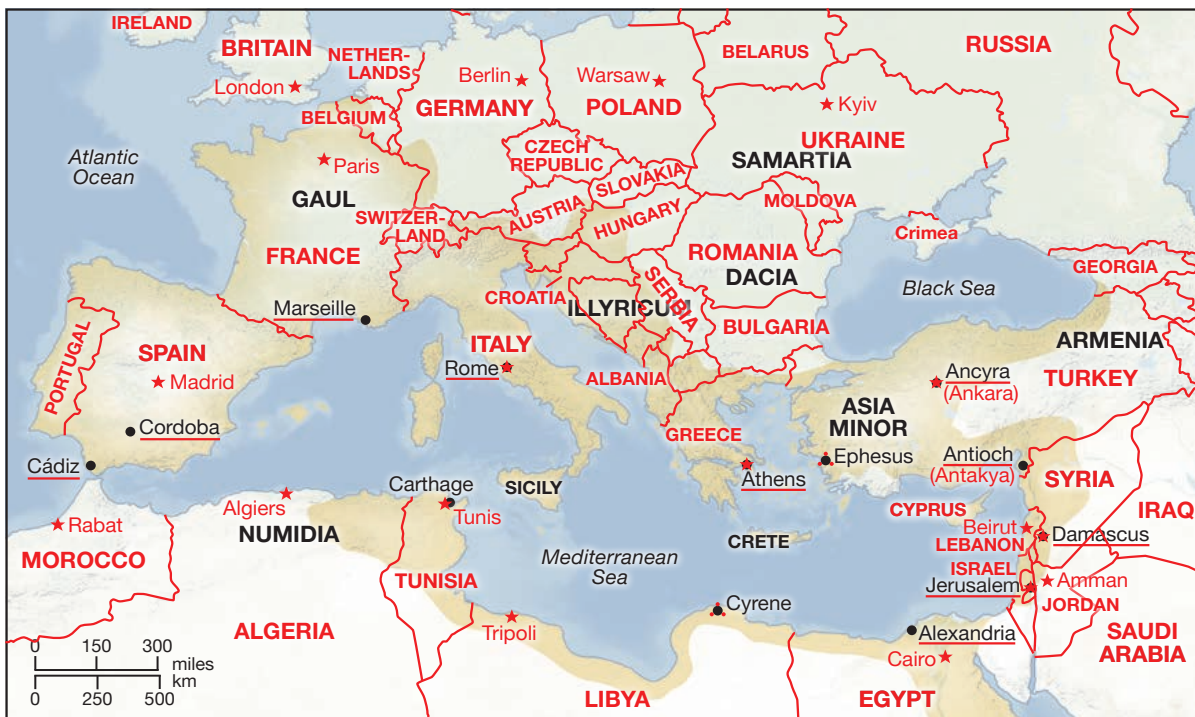 IRELAND
BRITAIN
NETHER-
LANDS
London
BELGIUM
Berlin
GERMANY
Warsaw
POLAND
BELARUS
RUSSIA
Kyiv
UKRAINE
SAMARTIA
CZECH
REPUBLIC
SLOVAKIA
Atlantic
Ocean
Paris
GAUL
FRANCE
SWITZER-
LAND
AUSTRIA
HUNGARY
MOLDOVA
ROMANIA
DACIA
Crimea
GEORGIA
Black Sea
CROATIA
ILLYRICUM
SERBIA
BULGARIA
Marseille
ITALY
Rome
ALBANIA
ARMENIA
TURKEY
PORTUGAL
SPAIN
Madrid
Cordoba
Cádiz
Ancyra
(Ankara)
ASIA
MINOR
GREECE
Athens
Ephesus
Antioch
(Antakya)
SYRIA
IRAQ
Carthage
SICILY
Algiers
Tunis
NUMIDIA
Rabat
MOROCCO
CRETE
CYPRUS
Beirut
LEBANON
Damascus
Mediterranean
Sea
TUNISIA
ISRAEL
Jerusalem
Amman
JORDAN
Cyrene
Tripoli
Alexandria
Cairo
ALGERIA
LIBYA
EGYPT
SAUDI
ARABIA
0 150 300
miles
km
0 250 500